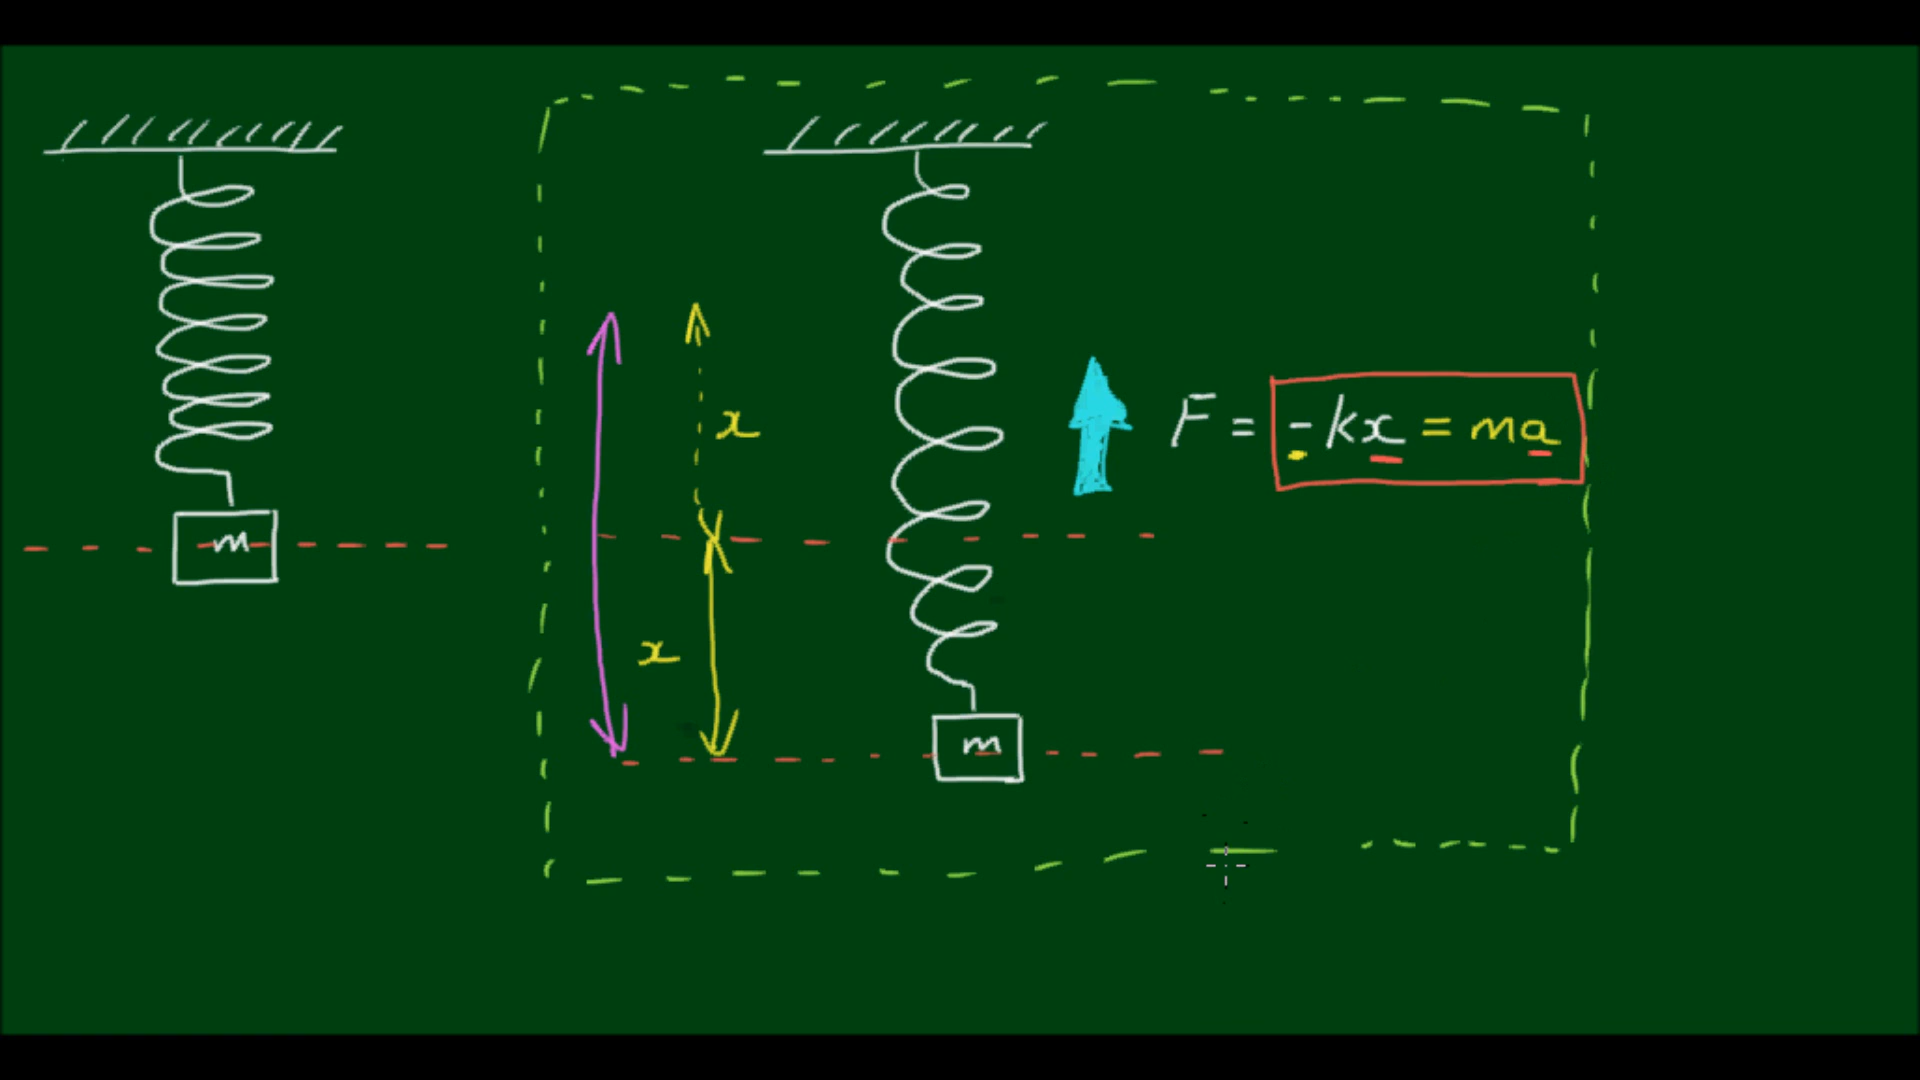 x
F = -kx = ma
m
x
m